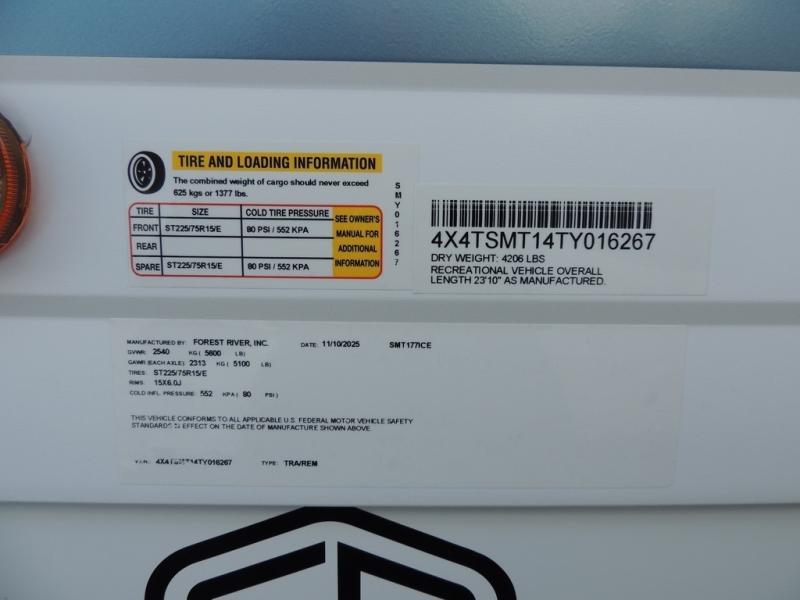 TIRE AND LOADING INFORMATION
The combined weight of cargo should never exceed
625 kgs or 1377 lbs.
TIRE SIZE COLD TIRE PRESSURE
FRONT ST225/75R15/E 80 PSI / 552 KPA
REAR
SPARE ST225/75R15/E 80 PSI / 552 KPA
SEE OWNER'S
MANUAL FOR
ADDITIONAL
INFORMATION
SMY016267
4X4TSMT14TY016267
DRY WEIGHT: 4206 LBS
RECREATIONAL VEHICLE OVERALL
LENGTH 23'10" AS MANUFACTURED.
MANUFACTURED BY: FOREST RIVER, INC. DATE: 11/10/2025 SMT177ICE
GVWR: 2540 KG ( 5600 LB)
GAWR (EACH AXLE): 2313 KG ( 5100 LB)
TIRES: ST225/75R15/E
RIMS: 15X6.0J
COLD INFL. PRESSURE: 552 KPA ( 80 PSI )
THIS VEHICLE CONFORMS TO ALL APPLICABLE U.S. FEDERAL MOTOR VEHICLE SAFETY
STANDARDS IN EFFECT ON THE DATE OF MANUFACTURE SHOWN ABOVE.
V.I.N.: 4X4TSMT14TY016267 TYPE: TRA/REM